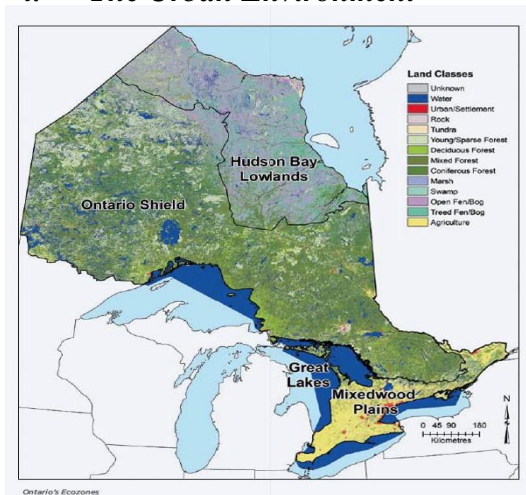 The Urban Environment
Land Classes
Unknown
Water
Urban/Settlement
Rock
Tundra
Young/Sparse Forest
Deciduous Forest
Mixed Forest
Coniferous Forest
Marsh
Swamp
Open Fen/Bog
Treed Fen/Bog
Agriculture
Hudson Bay
Lowlands
Ontario Shield
Great
Lakes
Mixedwood
Plains
N
0 45 90 180
Kilometres
Ontario's Ecozones